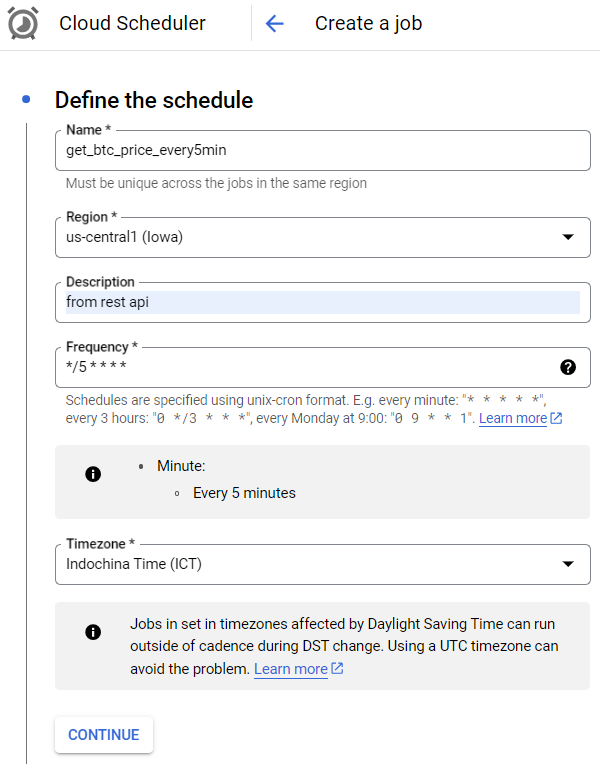 Cloud Scheduler
Create a job
Define the schedule
Name *
get_btc_price_every5min
Must be unique across the jobs in the same region
Region *
us-central1 (Iowa)
Description
from rest api
Frequency *
*/5 * * * *
Schedules are specified using unix-cron format. E.g. every minute: "* * * * *",
every 3 hours: "0 */3 * * *", every Monday at 9:00: "0 9 * * 1". Learn more
Minute:
Every 5 minutes
Timezone *
Indochina Time (ICT)
Jobs in set in timezones affected by Daylight Saving Time can run
outside of cadence during DST change. Using a UTC timezone can
avoid the problem. Learn more
CONTINUE